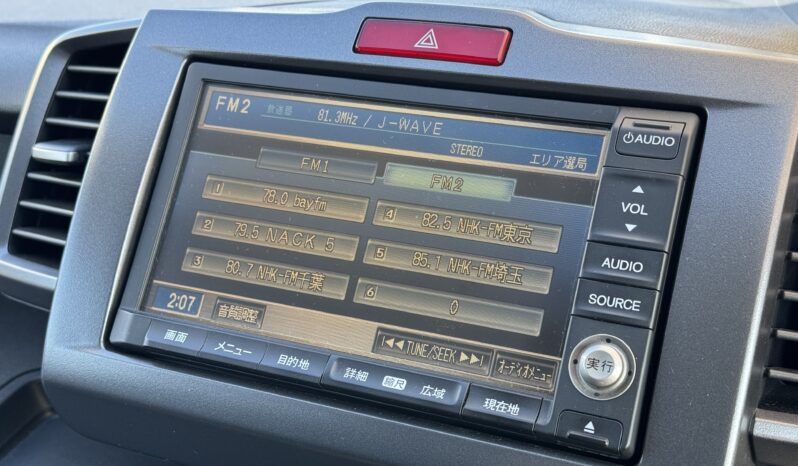 FM2 放送局 81.3MHz / J-WAVE
STEREO エリア選局
FM1 FM2
1 78.0 bayfm
2 79.5 NACK 5
3 80.7 NHK-FM千葉
4 82.5 NHK-FM東京
5 85.1 NHK-FM埼玉
6 0
2:07 音質調整
|◀◀ TUNE/SEEK ▶▶| オーディオメニュー
画面 メニュー 目的地 詳細 縮尺 広域 現在地
AUDIO
VOL
AUDIO
SOURCE
実行